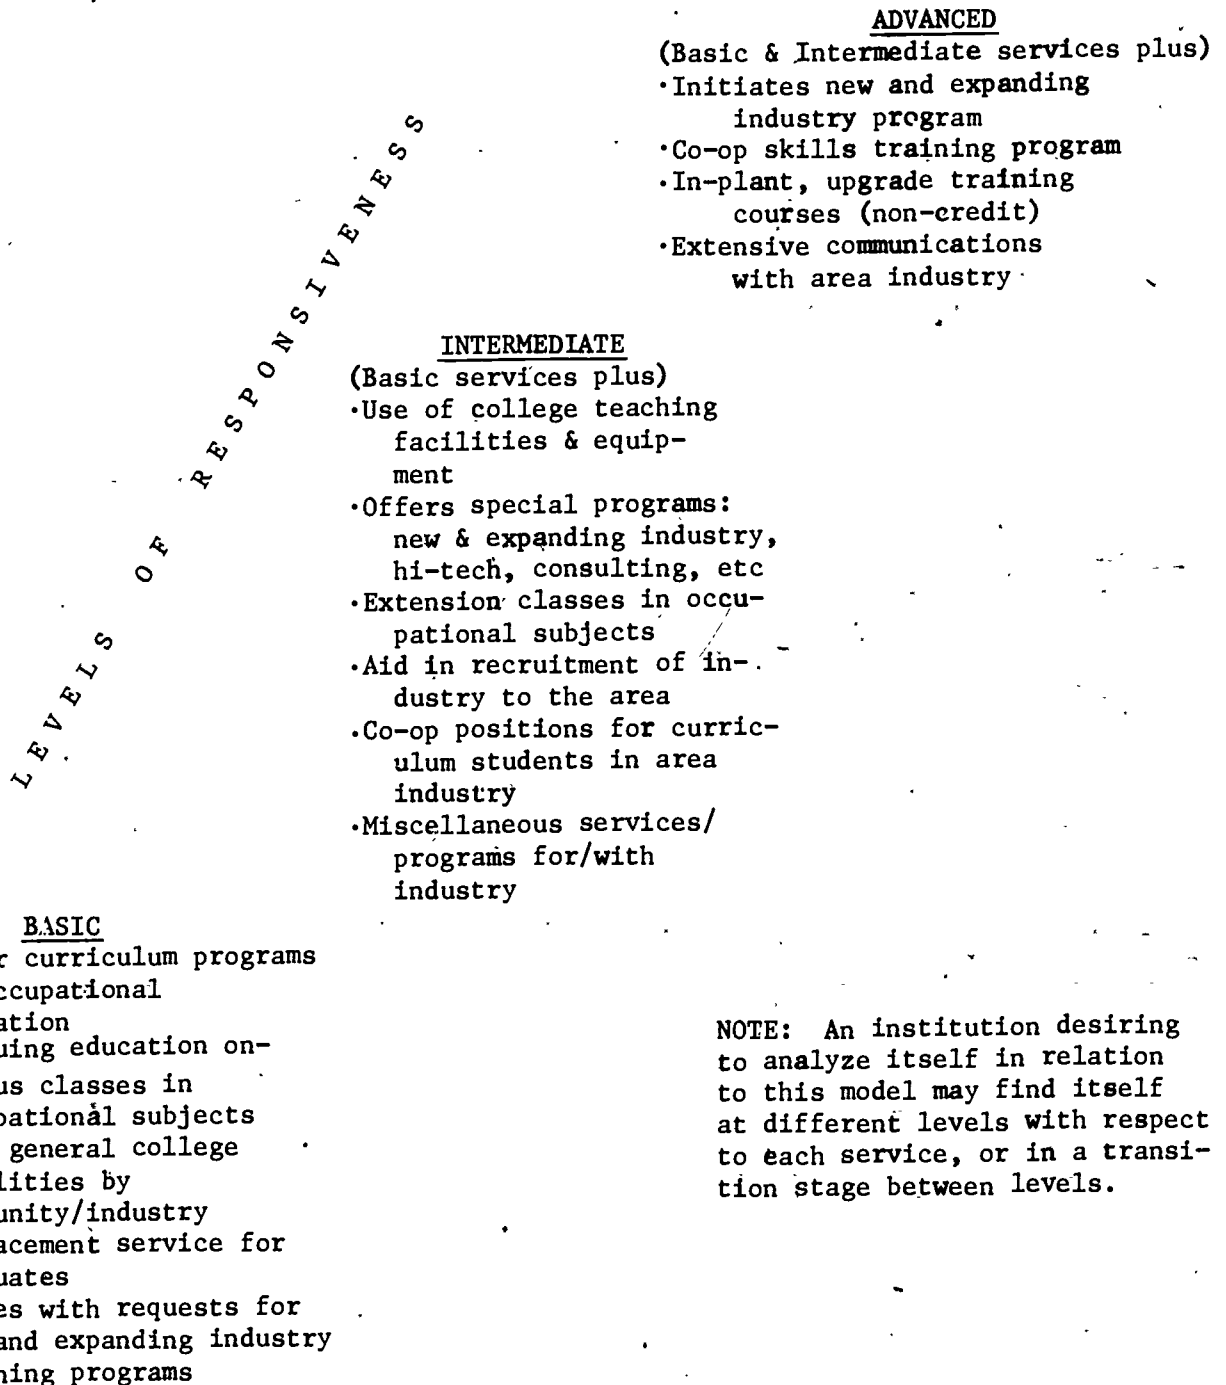 ADVANCED
(Basic & Intermediate services plus)
·Initiates new and expanding
industry program
·Co-op skills training program
·In-plant, upgrade training
courses (non-credit)
·Extensive communications
with area industry
LEVELS OF RESPONSIVENESS
INTERMEDIATE
(Basic services plus)
·Use of college teaching
facilities & equip-
ment
·Offers special programs:
new & expanding industry,
hi-tech, consulting, etc
·Extension classes in occu-
pational subjects
·Aid in recruitment of in-
dustry to the area
·Co-op positions for curric-
ulum students in area
industry
·Miscellaneous services/
programs for/with
industry
BASIC
r curriculum programs
ccupational
ation
uing education on-
us classes in
pational subjects
general college
lities by
unity/industry
acement service for
uates
es with requests for
and expanding industry
ning programs
NOTE: An institution desiring
to analyze itself in relation
to this model may find itself
at different levels with respect
to each service, or in a transi-
tion stage between levels.